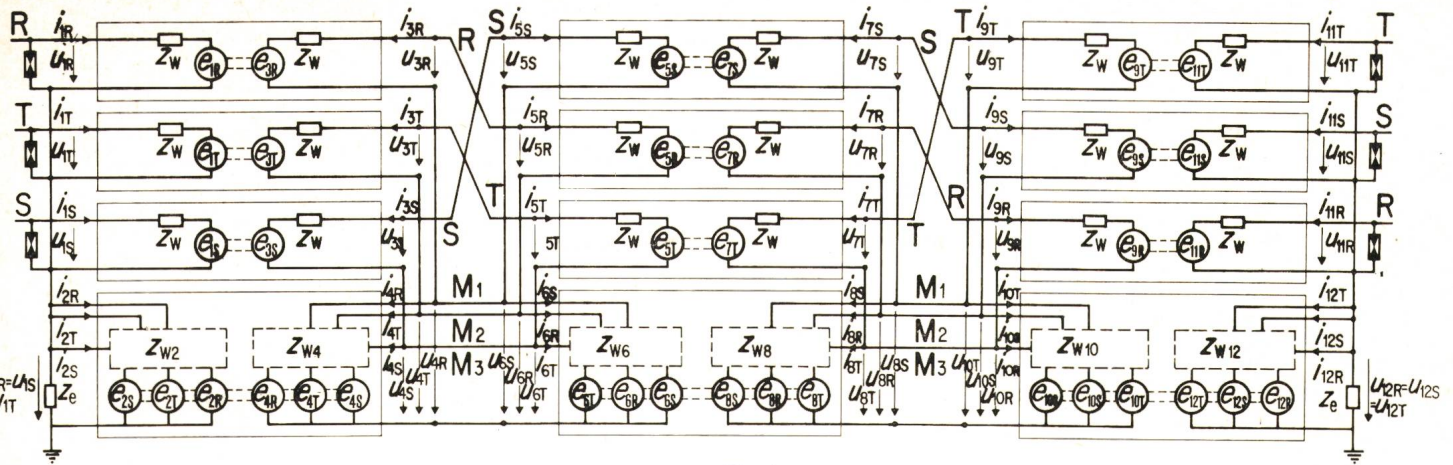 R i1R i3R R S i5S i7S S T i9T i11T T
ZW ZW ZW ZW ZW ZW
e1R e3R e5S e7S e9T e11T
u1R u3R u5S u7S u9T u11T
T i1T i3T i5R i7R i9S i11S S
ZW ZW ZW ZW ZW ZW
e1T e3T e5R e7R e9S e11S
u1T u3T u5R u7R u9S u11S
S i1S i3S S T i5T i7T T R i9R i11R R
ZW ZW ZW ZW ZW ZW
e1S e3S e5T e7T e9R e11R
u1S 5T u7T u9R u11R
i2R i4R M1 i6S i8S M1 i10T i12T
i2T i4T M2 i6R i8R M2 i12S
ZW2 ZW4 ZW6 ZW8 ZW10 ZW12
i2S i4S M3 i6T i8T M3 i10R i12R
u4S u4T u4R u6S u6R u6T u8T u8R u8S u10T u10S u10R
R=u1S Ze Ze u12R=u12S
1T =u12T
e2S e2T e2R e4R e4T e4S e6R e6S e8S e8R e8T e10R e10S e10T e12T e12S e12R